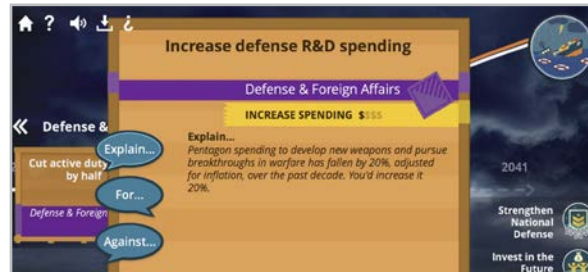 Increase defense R&D spending
Defense & Foreign Affairs
INCREASE SPENDING $$$$
Explain...
Pentagon spending to develop new weapons and pursue
breakthroughs in warfare has fallen by 20%, adjusted
for inflation, over the past decade. You'd increase it
20%.
Defense &
Cut active duty
by half
Defense & Foreign
Explain...
For...
Against...
2041
Strengthen
National
Defense
Invest in the
Future